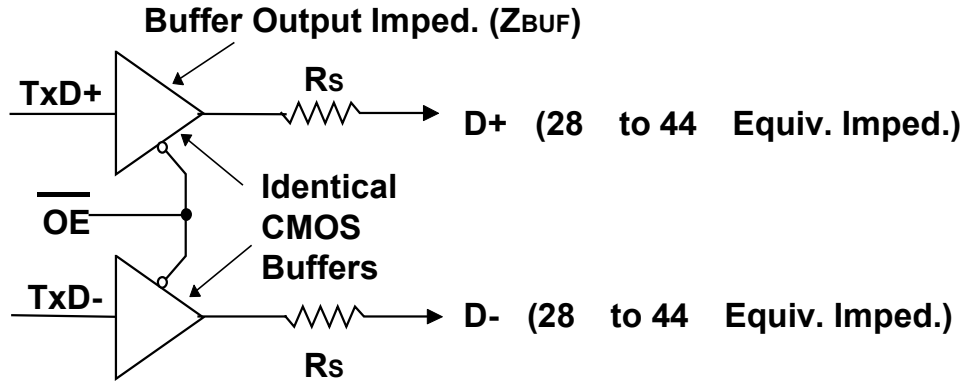 Buffer Output Imped. (ZBUF)
TxD+
Rs
D+ (28 to 44 Equiv. Imped.)
Identical
CMOS
Buffers
OE
TxD-
D- (28 to 44 Equiv. Imped.)
Rs